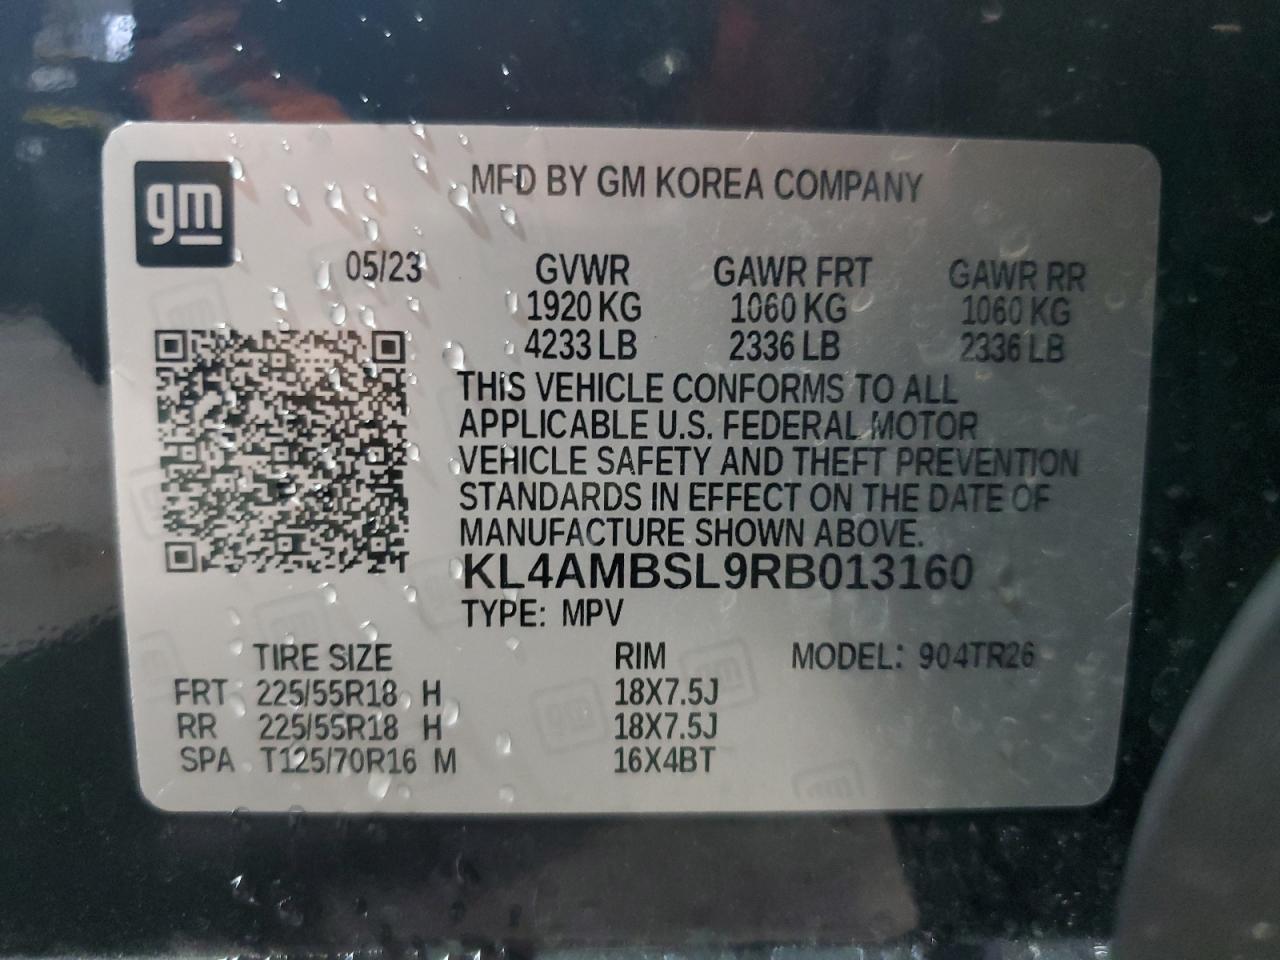 gm
MFD BY GM KOREA COMPANY
05/23 GVWR GAWR FRT GAWR RR
1920 KG 1060 KG 1060 KG
4233 LB 2336 LB 2336 LB
THIS VEHICLE CONFORMS TO ALL
APPLICABLE U.S. FEDERAL MOTOR
VEHICLE SAFETY AND THEFT PREVENTION
STANDARDS IN EFFECT ON THE DATE OF
MANUFACTURE SHOWN ABOVE.
KL4AMBSL9RB013160
TYPE: MPV
TIRE SIZE RIM MODEL: 904TR26
FRT 225/55R18 H 18X7.5J
RR 225/55R18 H 18X7.5J
SPA T125/70R16 M 16X4BT